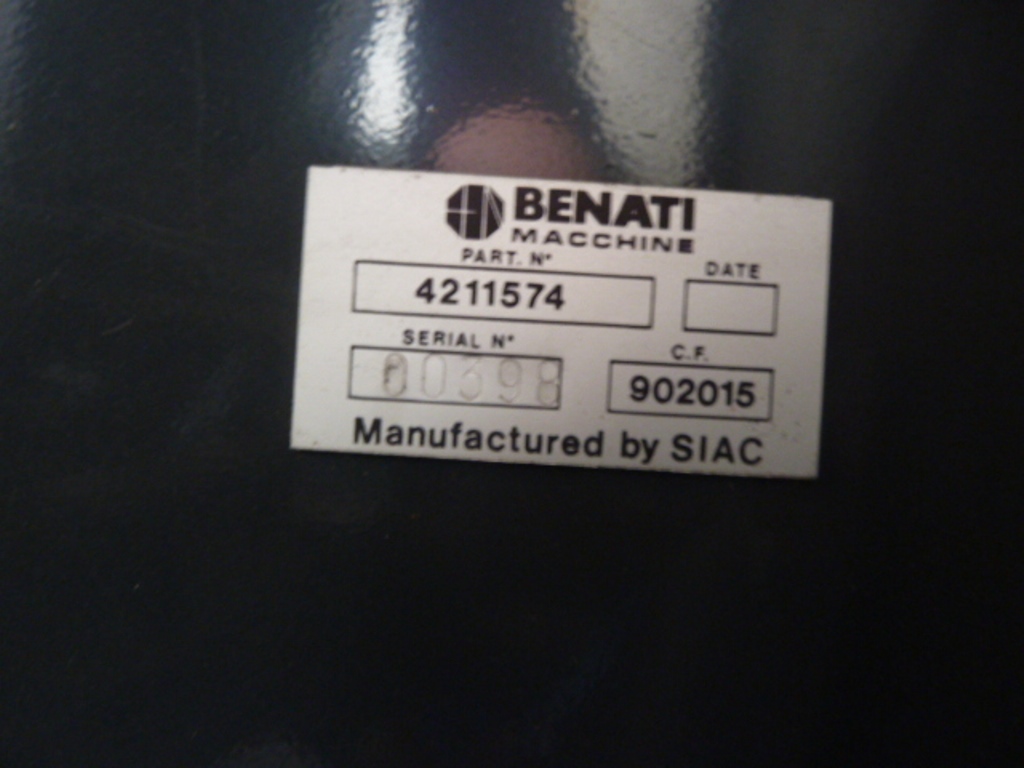 BENATI
MACCHINE
PART. N° DATE
4211574
SERIAL N° C.F.
00398 902015
Manufactured by SIAC